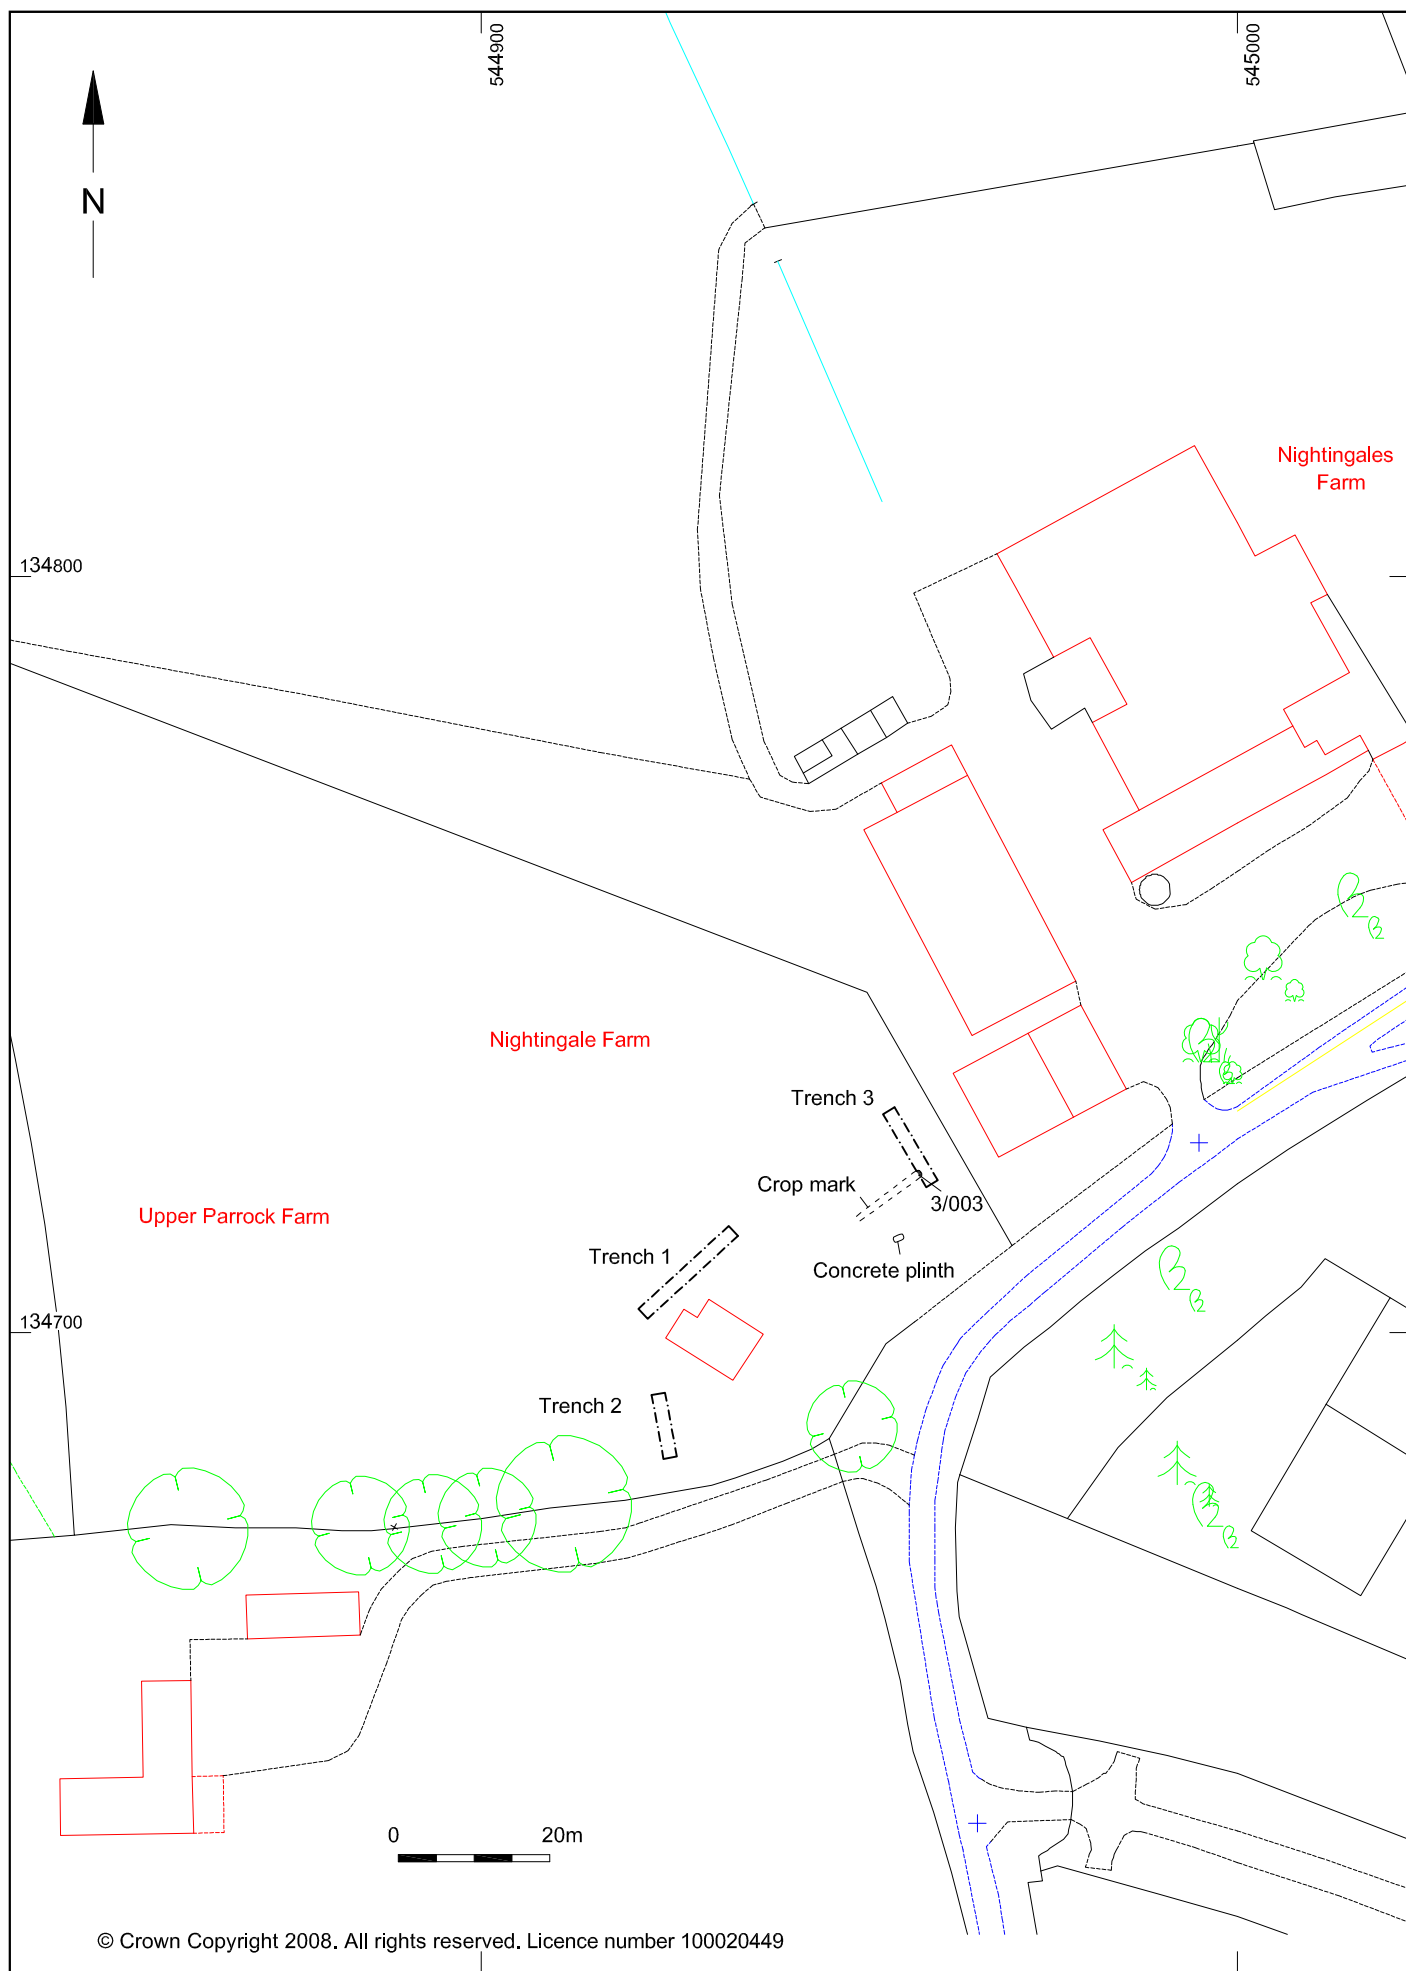 544900
545000
N
Nightingales
Farm
134800
Nightingale Farm
Trench 3
Crop mark
3/003
Upper Parrock Farm
Trench 1
Concrete plinth
134700
Trench 2
0 20m
© Crown Copyright 2008. All rights reserved. Licence number 100020449